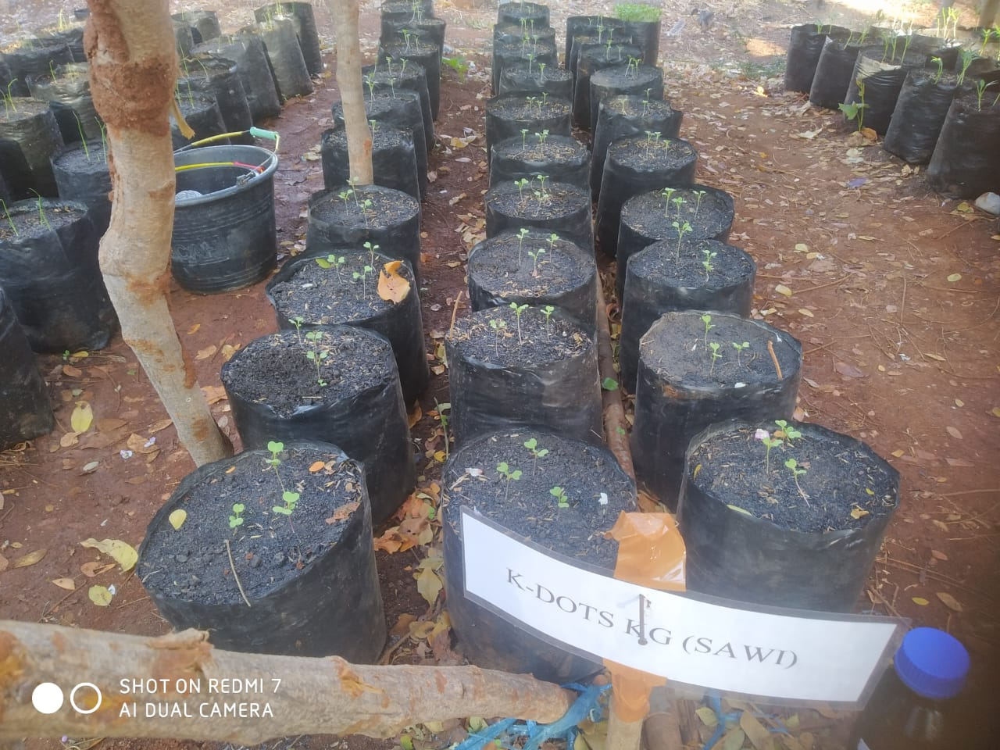 K-DOTS KG (SAWI)
SHOT ON REDMI 7
AI DUAL CAMERA